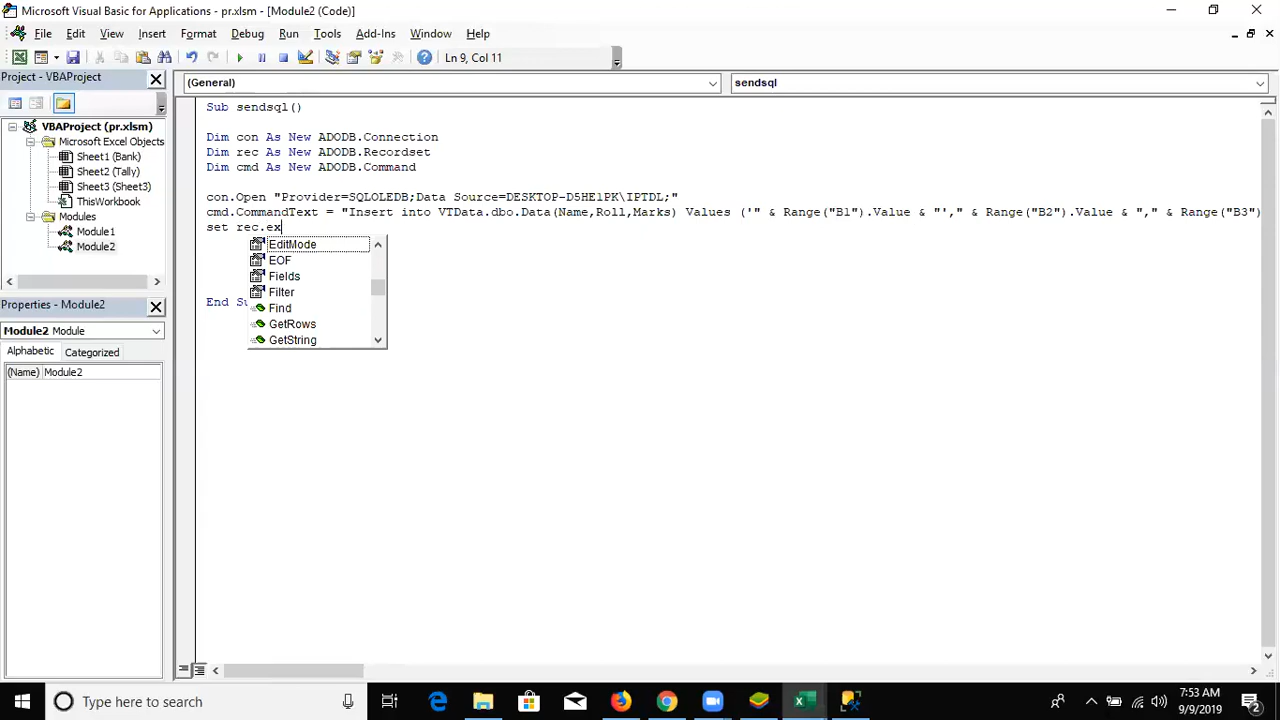 Microsoft Visual Basic for Applications - pr.xlsm - [Module2 (Code)]
File Edit View Insert Format Debug Run Tools Add-Ins Window Help
Ln 9, Col 11
Project - VBAProject
(General)
sendsql
VBAProject (pr.xlsm)
Microsoft Excel Objects
Sheet1 (Bank)
Sheet2 (Tally)
Sheet3 (Sheet3)
ThisWorkbook
Modules
Module1
Module2
Properties - Module2
Module2 Module
Alphabetic Categorized
(Name) Module2
Sub sendsql()
Dim con As New ADODB.Connection
Dim rec As New ADODB.Recordset
Dim cmd As New ADODB.Command
con.Open "Provider=SQLOLEDB;Data Source=DESKTOP-D5HE1PK\IPTDL;"
cmd.CommandText = "Insert into VTData.dbo.Data(Name,Roll,Marks) Values ('" & Range("B1").Value & "'," & Range("B2").Value & "," & Range("B3")
set rec.ex
EditMode
EOF
Fields
Filter
Find
GetRows
GetString
End Su
Type here to search
7:53 AM
9/9/2019
2